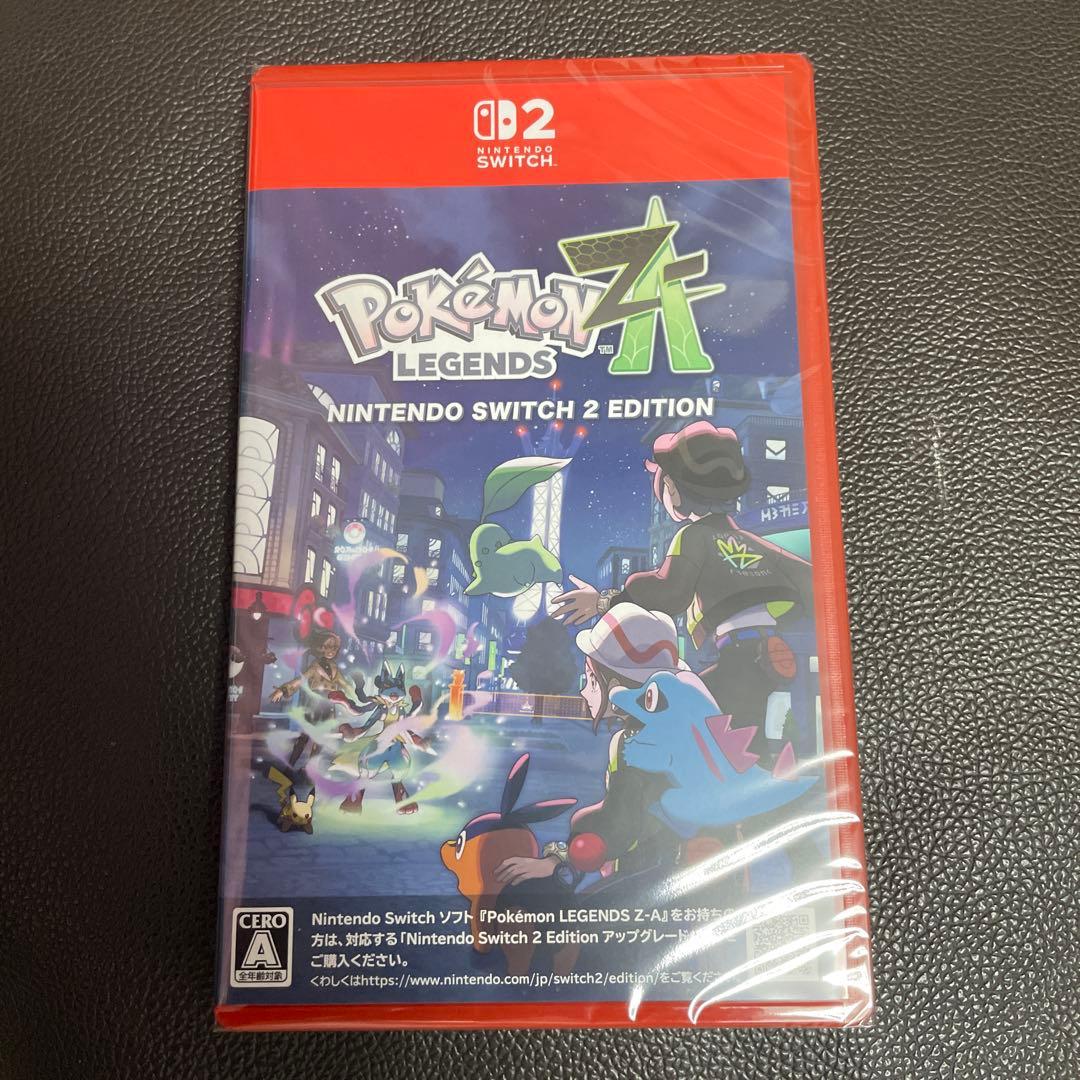 2
NINTENDO
SWITCH™
POKéMON ZA
LEGENDS™
NINTENDO SWITCH 2 EDITION
CERO
A
全年齢対象
Nintendo Switch ソフト『Pokémon LEGENDS Z-A』をお持ちの
方は、対応する「Nintendo Switch 2 Edition アップグレード
ご購入ください。
くわしくはhttps://www.nintendo.com/jp/switch2/edition/をご覧くださ